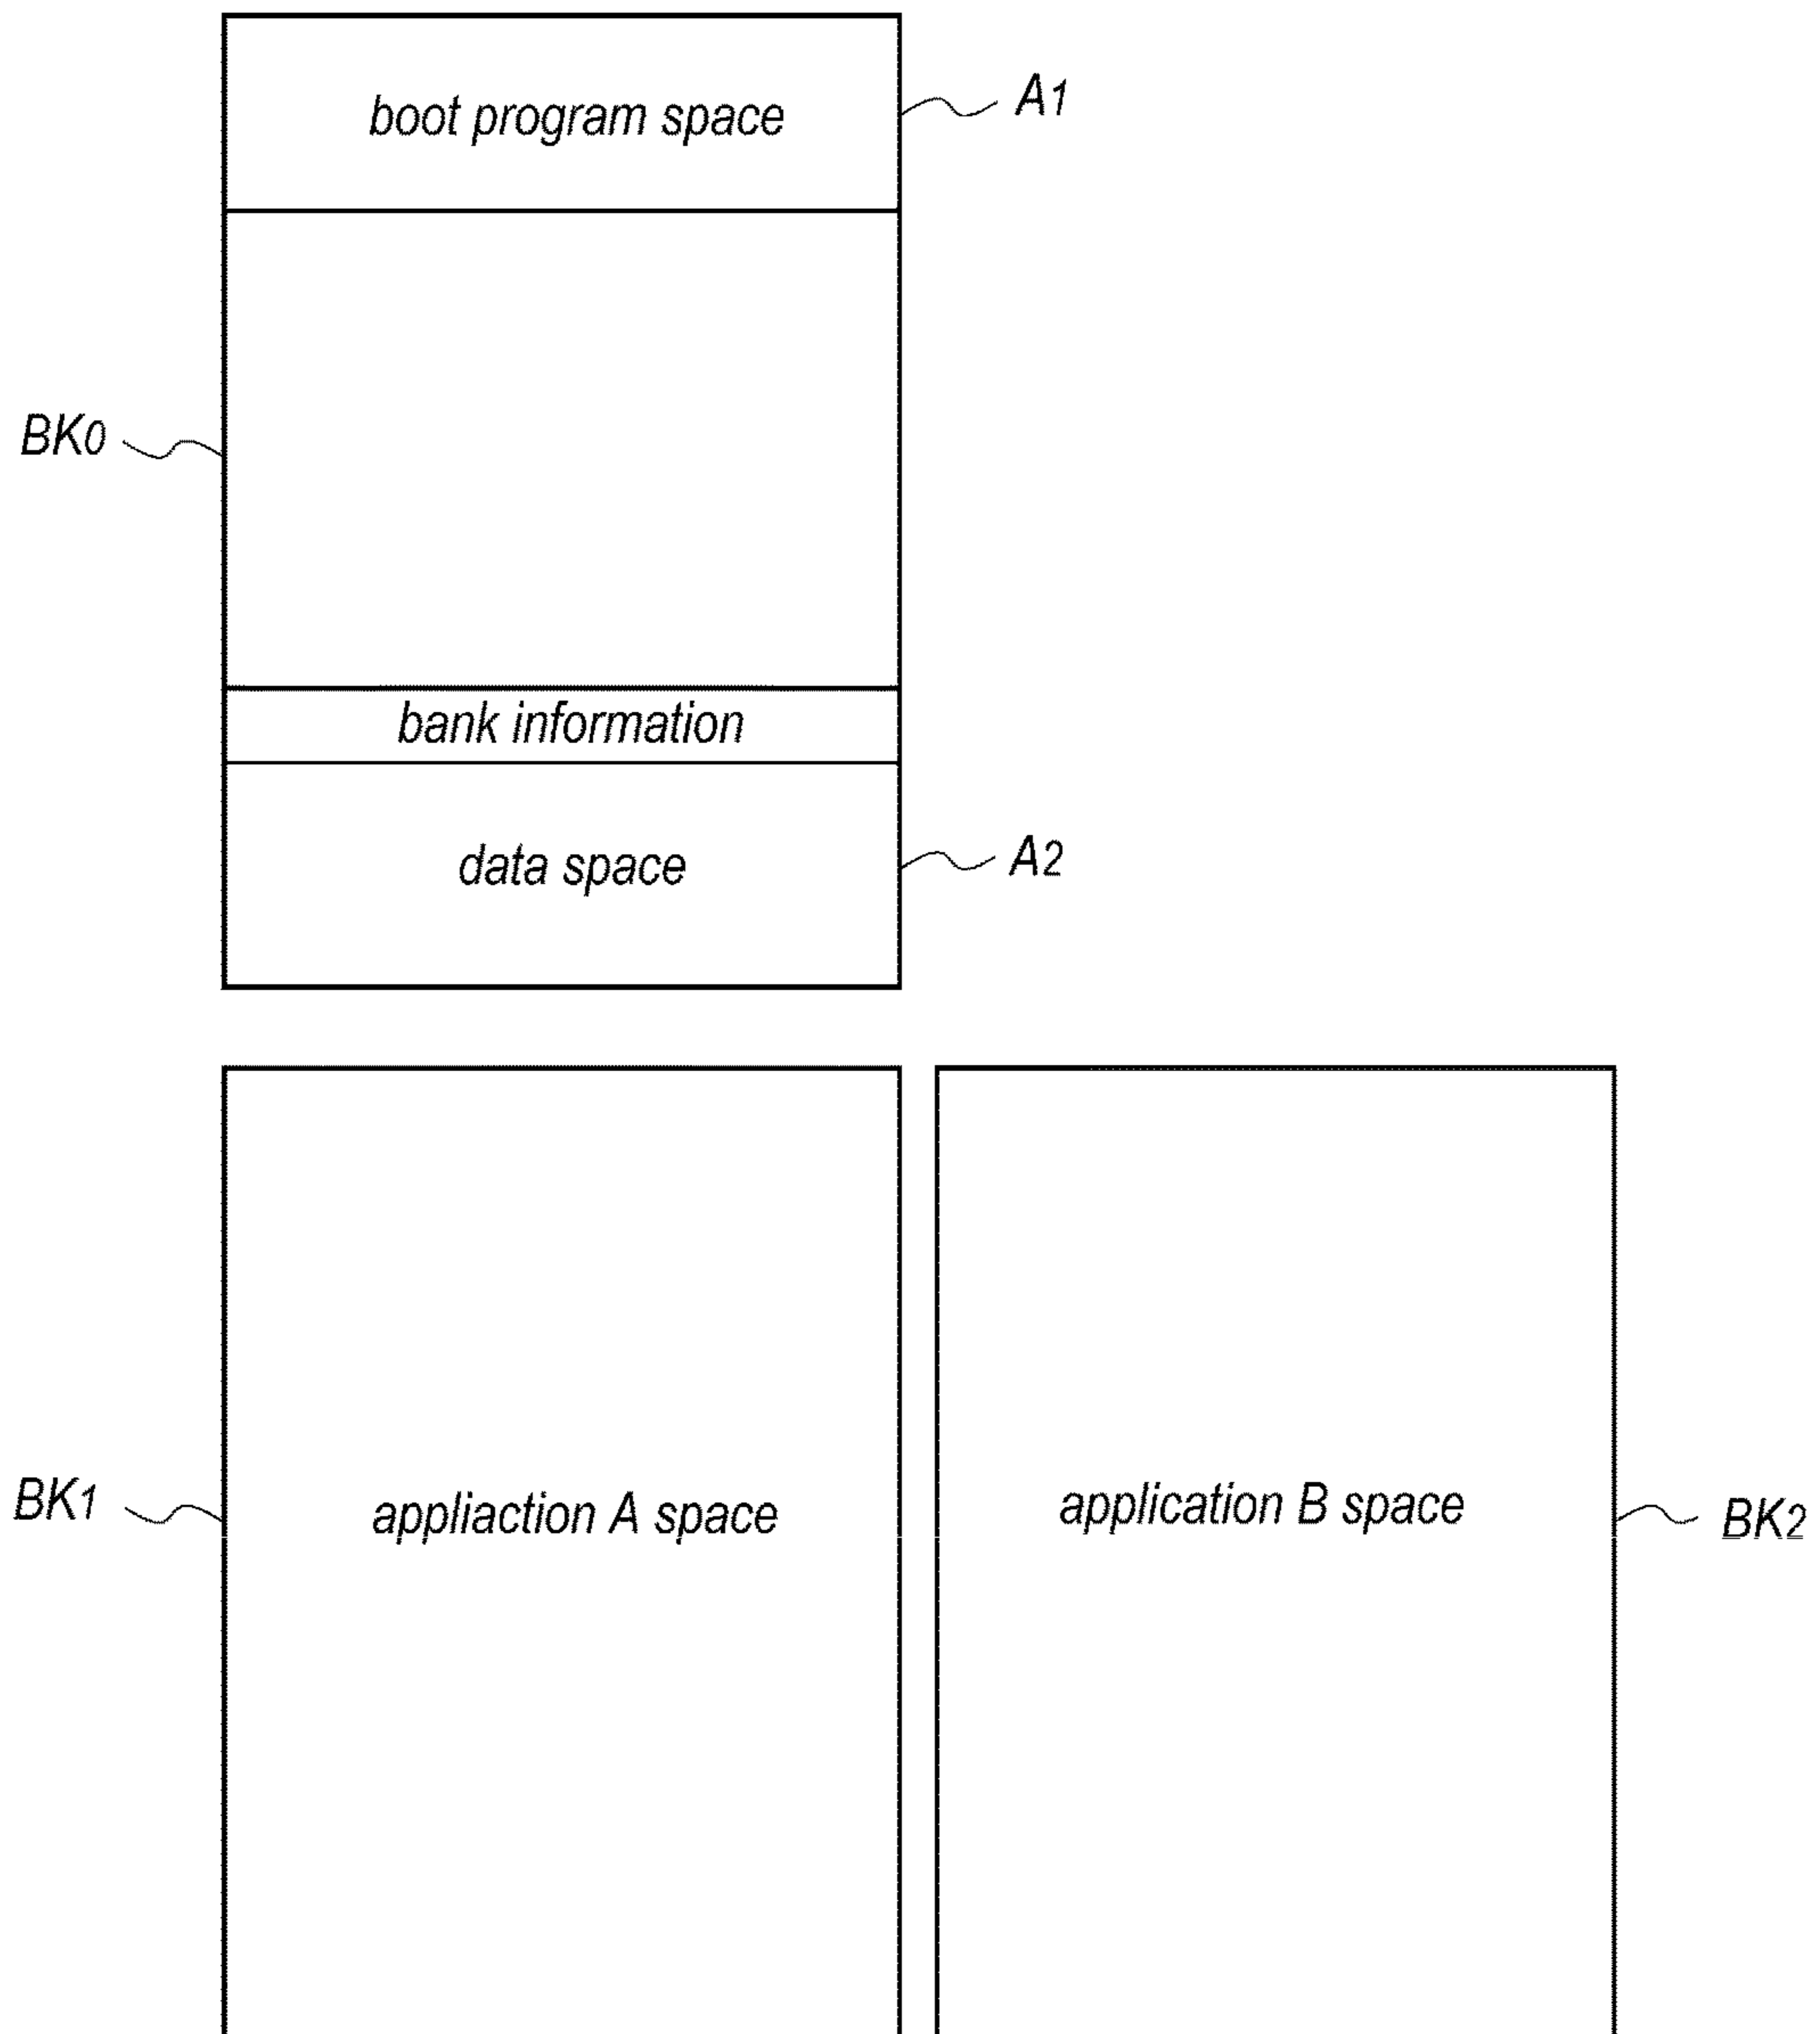 boot program space
A1
BK0
bank information
data space
A2
BK1
appliaction A space
application B space
BK2